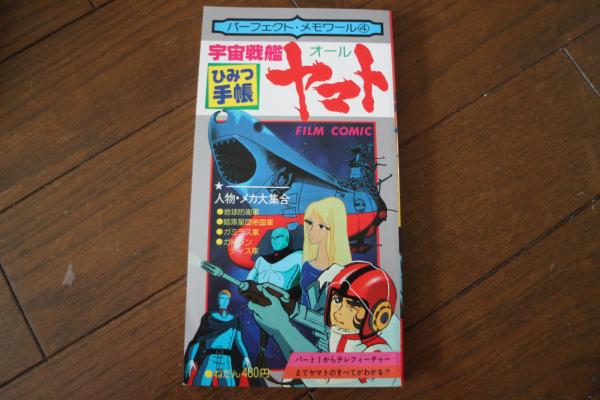 パーフェクト・メモワール④
宇宙戦艦
オール
ヤマト
ひみつ
手帳
FILM COMIC
★
人物・メカ大集合
●地球防衛軍
●暗黒星団帝国軍
●ガミラス軍
●ガトラン
ティス軍
パートⅠからテレフィーチャー
までヤマトのすべてがわかる!!
●ねだん480円